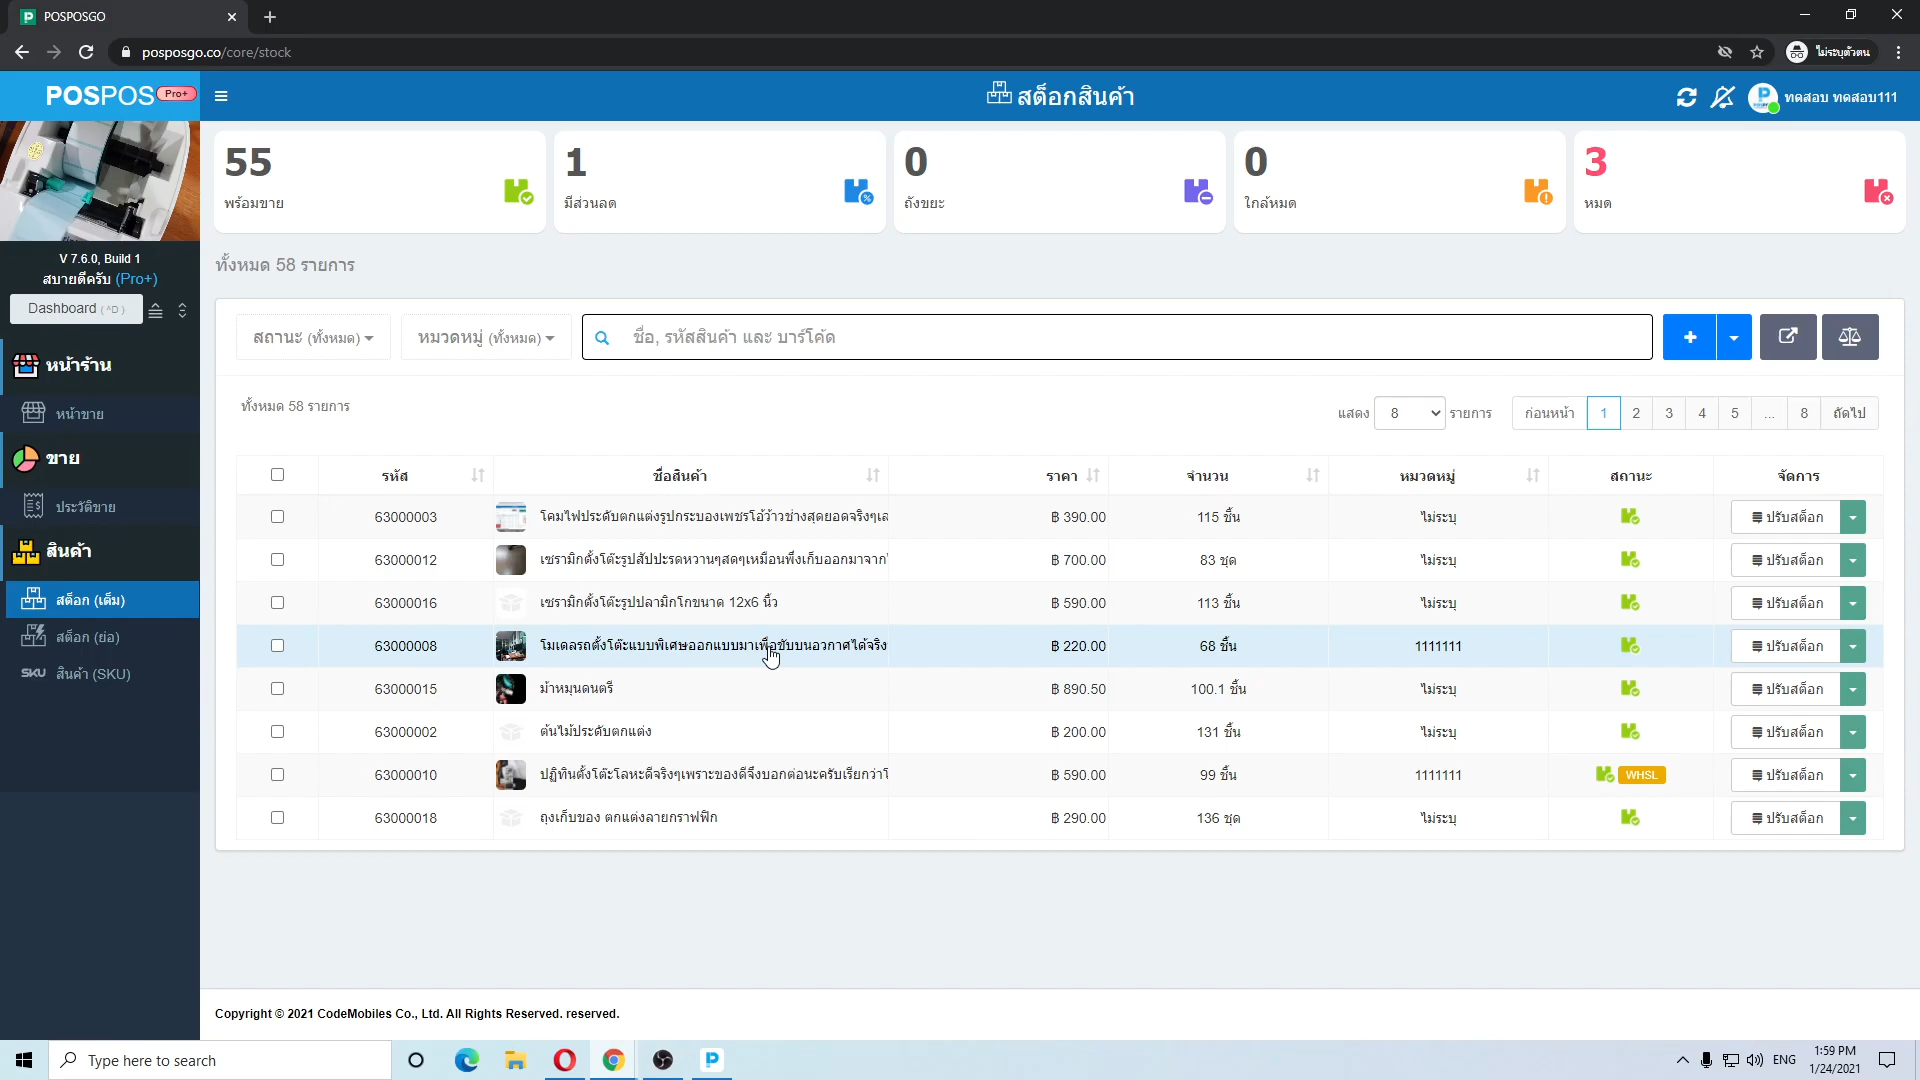 POSPOSGO
posposgo.co/core/stock
ไม่ระบุตัวตน
POSPOS Pro+
สต็อกสินค้า
ทดสอบ ทดสอบ111
55
พร้อมขาย
1
มีส่วนลด
0
ถังขยะ
0
ใกล้หมด
3
หมด
V 7.6.0, Build 1
สบายดีครับ (Pro+)
Dashboard ( ^D )
หน้าร้าน
หน้าขาย
ขาย
ประวัติขาย
สินค้า
สต็อก (เต็ม)
สต็อก (ย่อ)
SKU สินค้า (SKU)
ทั้งหมด 58 รายการ
สถานะ (ทั้งหมด)
หมวดหมู่ (ทั้งหมด)
ชื่อ, รหัสสินค้า และ บาร์โค้ด
ทั้งหมด 58 รายการ
แสดง 8 รายการ
ก่อนหน้า 1 2 3 4 5 ... 8 ถัดไป
รหัส ชื่อสินค้า ราคา จำนวน หมวดหมู่ สถานะ จัดการ
63000003 โคมไฟประดับตกแต่งรูปกระบองเพชรโอ้ว้าวช่างสุดยอดจริงๆเล ฿ 390.00 115 ชิ้น ไม่ระบุ ปรับสต็อก
63000012 เซรามิกตั้งโต๊ะรูปสัปปะรดหวานๆสดๆเหมือนพึ่งเก็บออกมาจาก ฿ 700.00 83 ชุด ไม่ระบุ ปรับสต็อก
63000016 เซรามิกตั้งโต๊ะรูปปลามิกโกขนาด 12x6 นิ้ว ฿ 590.00 113 ชิ้น ไม่ระบุ ปรับสต็อก
63000008 โมเดลรถตั้งโต๊ะแบบพิเศษออกแบบมาเพื่อขับบนอวกาศได้จริง ฿ 220.00 68 ชิ้น 1111111 ปรับสต็อก
63000015 ม้าหมุนดนตรี ฿ 890.50 100.1 ชิ้น ไม่ระบุ ปรับสต็อก
63000002 ต้นไม้ประดับตกแต่ง ฿ 200.00 131 ชิ้น ไม่ระบุ ปรับสต็อก
63000010 ปฏิทินตั้งโต๊ะโลหะดีจริงๆเพราะของดีจึงบอกต่อนะครับเรียกว่าโ ฿ 590.00 99 ชิ้น 1111111 WHSL ปรับสต็อก
63000018 ถุงเก็บของ ตกแต่งลายกราฟฟิก ฿ 290.00 136 ชุด ไม่ระบุ ปรับสต็อก
Copyright © 2021 CodeMobiles Co., Ltd. All Rights Reserved. reserved.
Type here to search
ENG
1:59 PM
1/24/2021